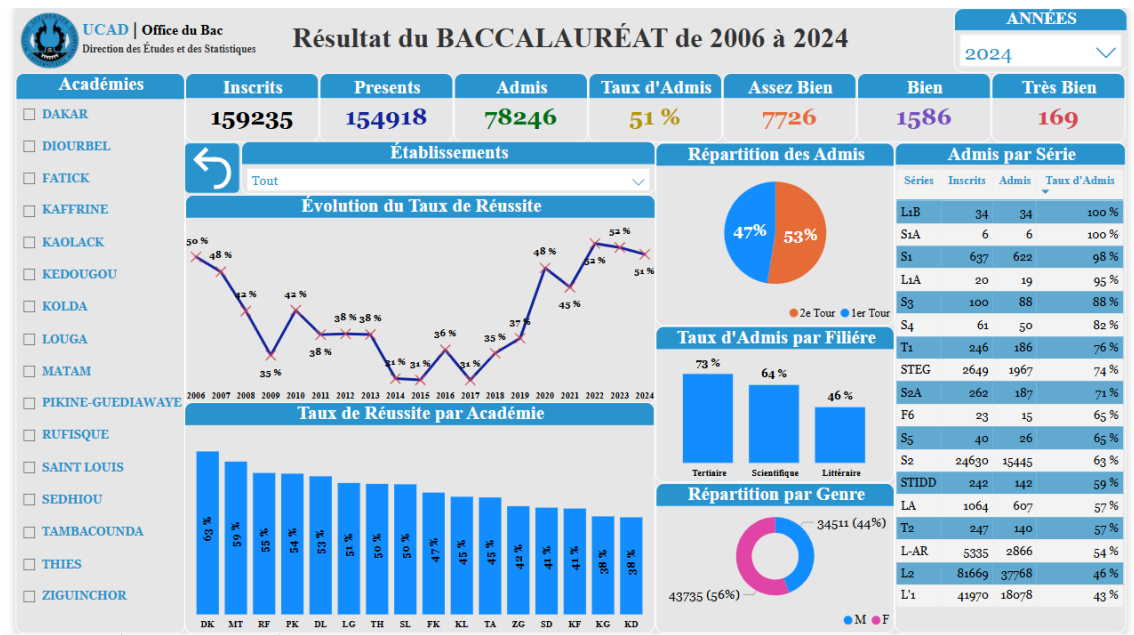 UCAD | Office du Bac
Direction des Études et des Statistiques
Résultat du BACCALAURÉAT de 2006 à 2024
ANNÉES
2024
Académies
DAKAR
DIOURBEL
FATICK
KAFFRINE
KAOLACK
KEDOUGOU
KOLDA
LOUGA
MATAM
PIKINE-GUEDIAWAYE
RUFISQUE
SAINT LOUIS
SEDHIOU
TAMBACOUNDA
THIES
ZIGUINCHOR
Inscrits Presents Admis Taux d'Admis Assez Bien Bien Très Bien
159235 154918 78246 51 % 7726 1586 169
Établissements
Tout
Évolution du Taux de Réussite
50 % 48 % 42 % 35 % 42 % 38 % 38 % 38 % 31 % 31 % 36 % 31 % 35 % 37 % 48 % 45 % 52 % 52 % 51 %
2006 2007 2008 2009 2010 2011 2012 2013 2014 2015 2016 2017 2018 2019 2020 2021 2022 2023 2024
Taux de Réussite par Académie
63 % 59 % 55 % 54 % 53 % 51 % 50 % 50 % 47 % 45 % 45 % 42 % 41 % 41 % 38 % 38 %
DK MT RF PK DL LG TH SL FK KL TA ZG SD KF KG KD
Répartition des Admis
47% 53%
2e Tour 1er Tour
Taux d'Admis par Filiére
73 % 64 % 46 %
Tertiaire Scientifique Littéraire
Répartition par Genre
34511 (44%)
43735 (56%)
M F
Admis par Série
Séries Inscrits Admis Taux d'Admis
L1B 34 34 100 %
S1A 6 6 100 %
S1 637 622 98 %
L1A 20 19 95 %
S3 100 88 88 %
S4 61 50 82 %
T1 246 186 76 %
STEG 2649 1967 74 %
S2A 262 187 71 %
F6 23 15 65 %
S5 40 26 65 %
S2 24630 15445 63 %
STIDD 242 142 59 %
LA 1064 607 57 %
T2 247 140 57 %
L-AR 5335 2866 54 %
L2 81669 37768 46 %
L'1 41970 18078 43 %